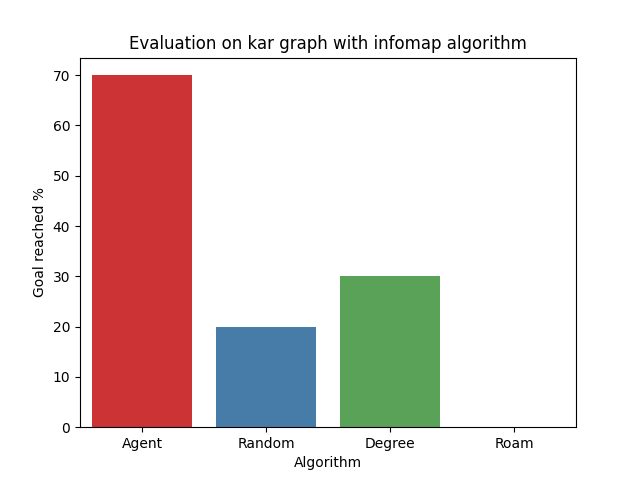 Evaluation on kar graph with infomap algorithm
70
60
50
40
30
20
10
0
Goal reached %
Agent Random Degree Roam
Algorithm